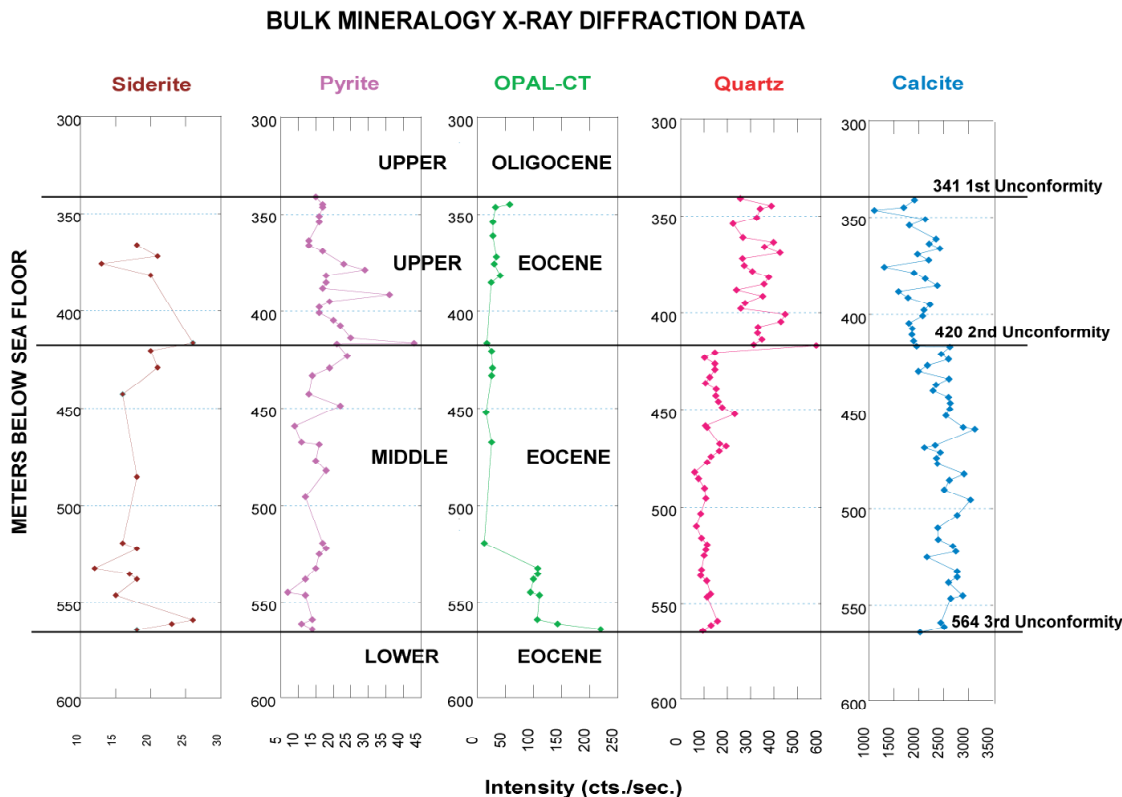 BULK MINERALOGY X-RAY DIFFRACTION DATA
Siderite Pyrite OPAL-CT Quartz Calcite
300 300 300 300 300
UPPER OLIGOCENE
341 1st Unconformity
350 350 350 350 350
UPPER EOCENE
400 400 400 400 400
420 2nd Unconformity
450 450 450 450 450
MIDDLE EOCENE
METERS BELOW SEA FLOOR
500 500 500 500 500
550 550 550 550 550
564 3rd Unconformity
LOWER EOCENE
600 600 600 600 600
10 15 20 25 30
5 10 15 20 25 30 35 40 45
0 50 100 150 200 250
0 100 200 300 400 500 600
1000 1500 2000 2500 3000 3500
Intensity (cts./sec.)